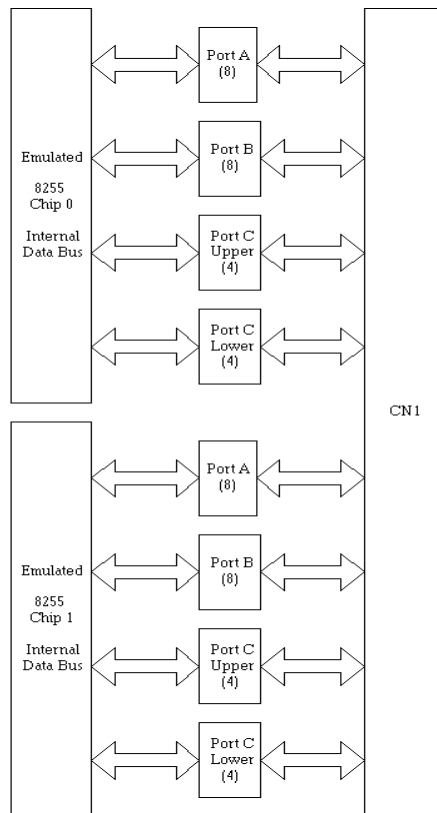 Port A
(8)
Emulated
8255
Chip 0
Internal
Data Bus
Port B
(8)
Port C
Upper
(4)
Port C
Lower
(4)
CN1
Port A
(8)
Emulated
8255
Chip 1
Internal
Data Bus
Port B
(8)
Port C
Upper
(4)
Port C
Lower
(4)